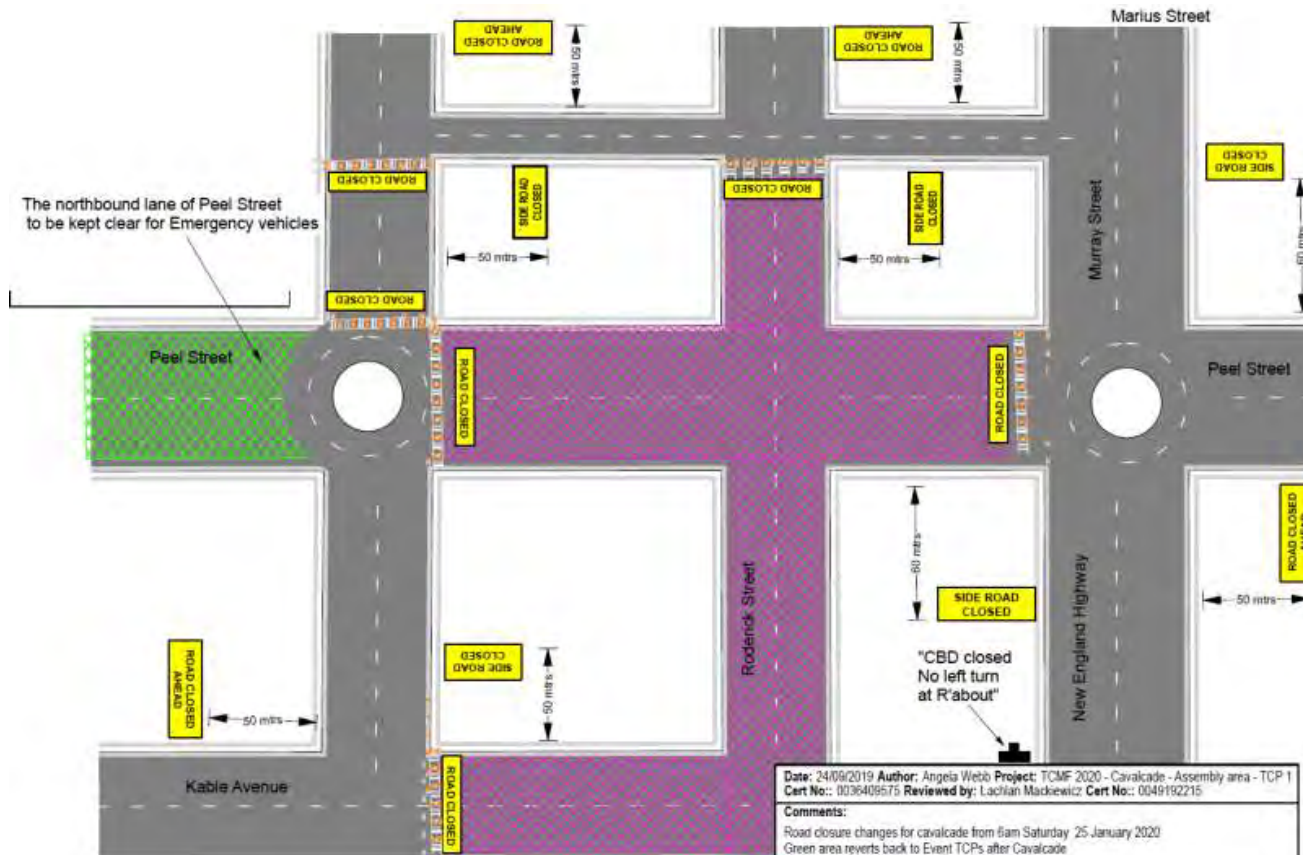 Marius Street
ROAD CLOSED
AHEAD
50 mtrs
ROAD CLOSED
AHEAD
50 mtrs
SIDE ROAD
CLOSED
ROAD CLOSED
ROAD CLOSED
SIDE ROAD
CLOSED
SIDE ROAD
CLOSED
The northbound lane of Peel Street
to be kept clear for Emergency vehicles
50 mtrs
50 mtrs
Murray Street
60 mtrs
ROAD CLOSED
Peel Street
ROAD CLOSED
ROAD CLOSED
Peel Street
60 mtrs
ROAD CLOSED
50 mtrs
SIDE ROAD
CLOSED
Roderick Street
New England Highway
SIDE ROAD
CLOSED
50 mtrs
ROAD CLOSED
AHEAD
50 mtrs
"CBD closed
No left turn
at R'about"
Kable Avenue
ROAD CLOSED
Date: 24/09/2019 Author: Angela Webb Project: TCMF 2020 - Cavalcade - Assembly area - TCP 1
Cert No.: 0036409575 Reviewed by: Lachlan Mackiewicz Cert No.: 0049192215
Comments:
Road closure changes for cavalcade from 6am Saturday 25 January 2020
Green area reverts back to Event TCPs after Cavalcade